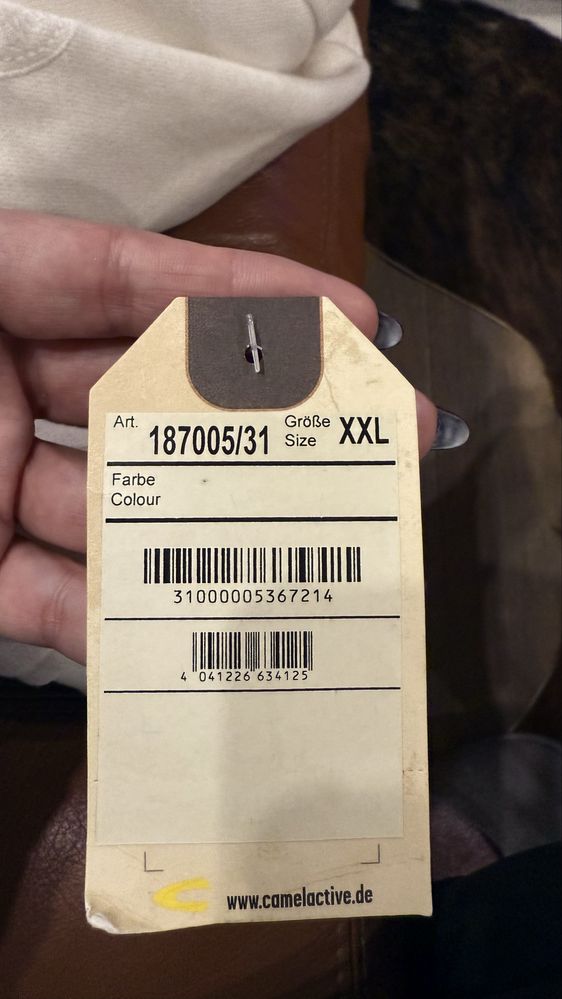 Art. 187005/31 Größe XXL
Size
Farbe
Colour
31000005367214
4 041226 634125
www.camelactive.de